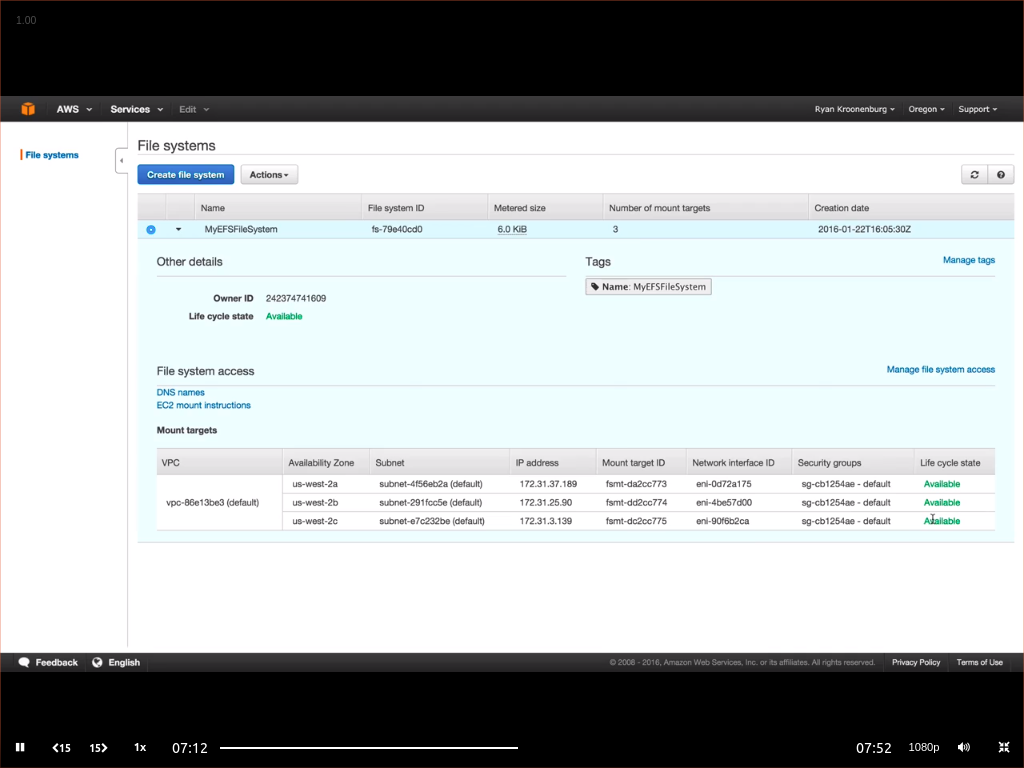 1.00
AWS Services Edit Ryan Kroonenburg Oregon Support
File systems
File systems
Create file system Actions
Name File system ID Metered size Number of mount targets Creation date
MyEFSFileSystem fs-79e40cd0 6.0 KiB 3 2016-01-22T16:05:30Z
Other details Tags Manage tags
Name: MyEFSFileSystem
Owner ID 242374741609
Life cycle state Available
File system access Manage file system access
DNS names
EC2 mount instructions
Mount targets
VPC Availability Zone Subnet IP address Mount target ID Network interface ID Security groups Life cycle state
us-west-2a subnet-4f56eb2a (default) 172.31.37.189 fsmt-da2cc773 eni-0d72a175 sg-cb1254ae - default Available
vpc-86e13be3 (default) us-west-2b subnet-291fcc5e (default) 172.31.25.90 fsmt-dd2cc774 eni-4be57d00 sg-cb1254ae - default Available
us-west-2c subnet-e7c232be (default) 172.31.3.139 fsmt-dc2cc775 eni-90f6b2ca sg-cb1254ae - default Available
Feedback English © 2008 - 2016, Amazon Web Services, Inc. or its affiliates. All rights reserved. Privacy Policy Terms of Use
15 15 1x 07:12 07:52 1080p